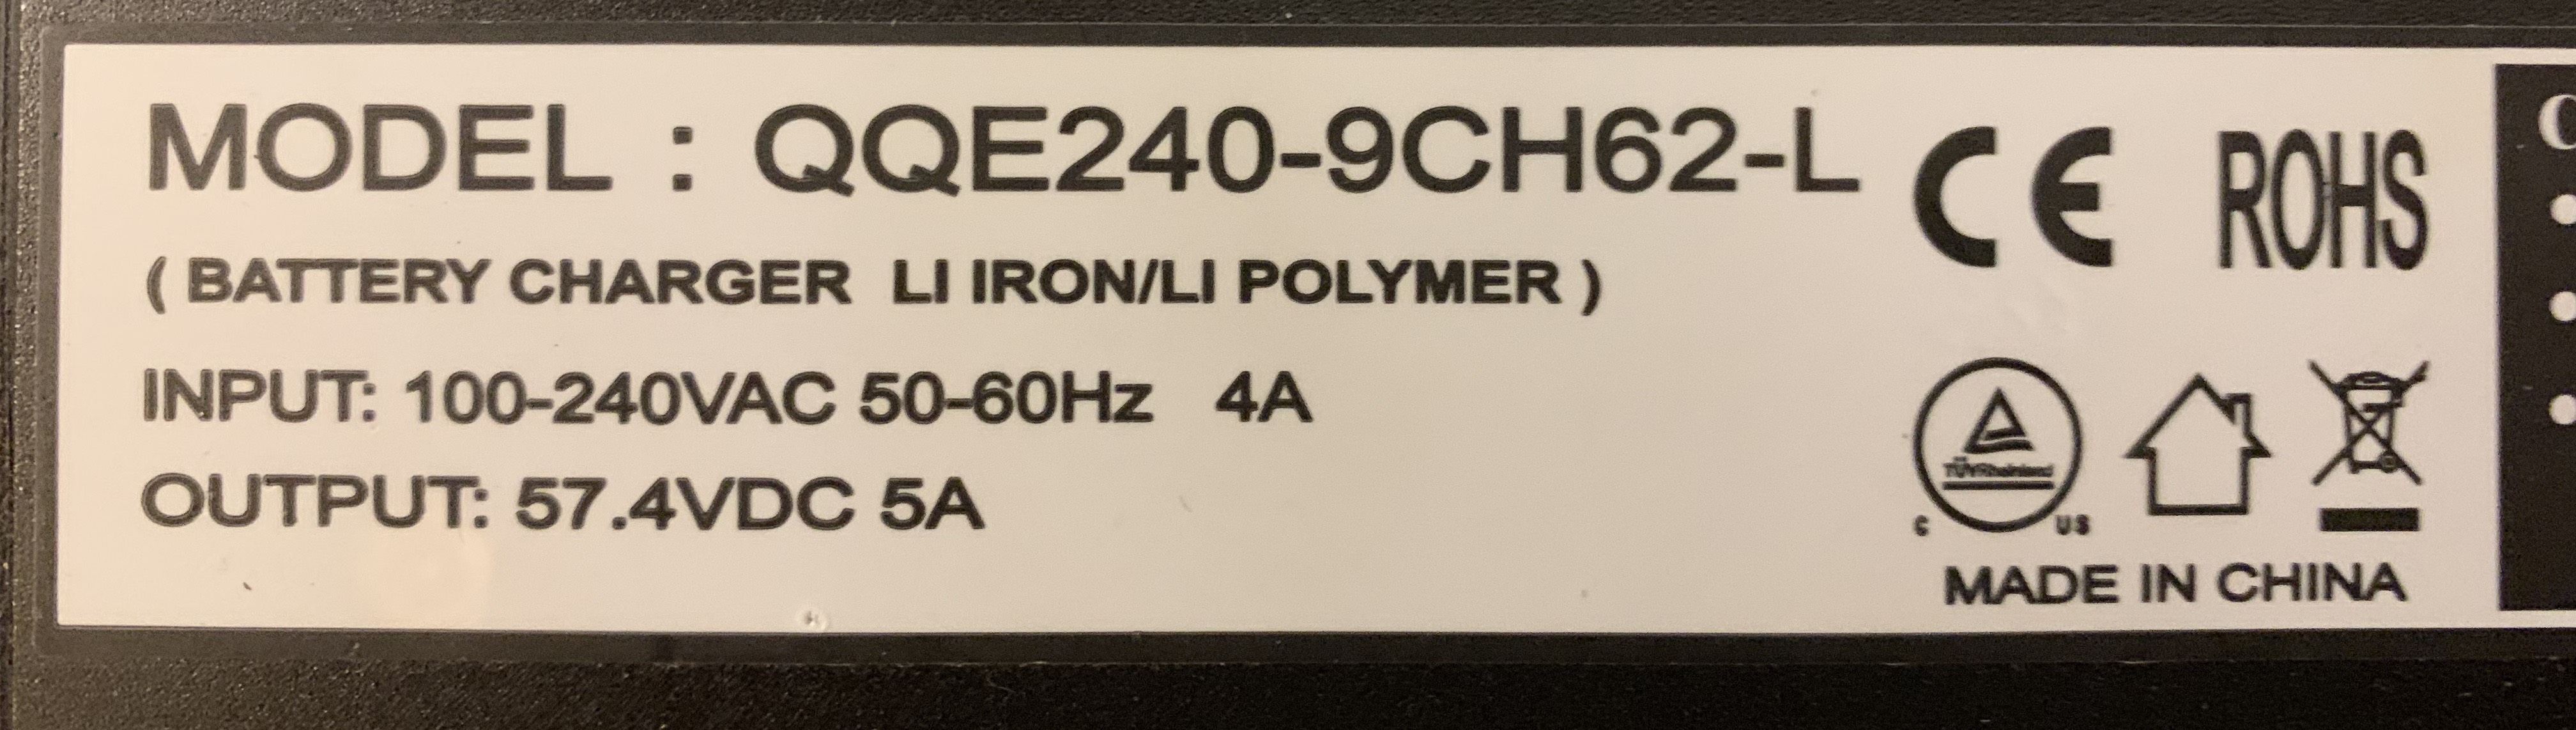 MODEL : QQE240-9CH62-L
( BATTERY CHARGER LI IRON/LI POLYMER )
INPUT: 100-240VAC 50-60Hz 4A
OUTPUT: 57.4VDC 5A
CE ROHS
TÜVRheinland
C US
MADE IN CHINA